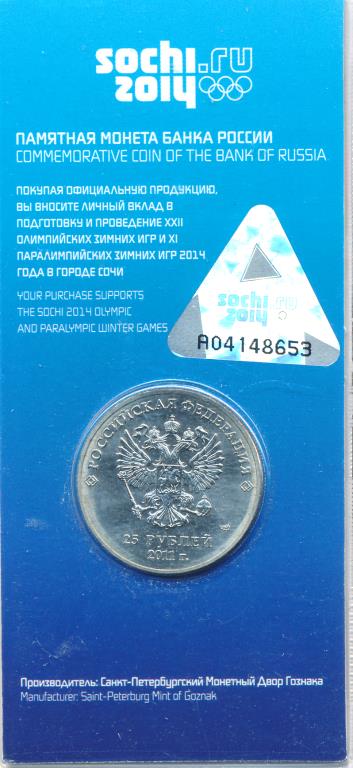 sochi.ru
2014
ПАМЯТНАЯ МОНЕТА БАНКА РОССИИ
COMMEMORATIVE COIN OF THE BANK OF RUSSIA
ПОКУПАЯ ОФИЦИАЛЬНУЮ ПРОДУКЦИЮ,
ВЫ ВНОСИТЕ ЛИЧНЫЙ ВКЛАД В
ПОДГОТОВКУ И ПРОВЕДЕНИЕ XXII
ОЛИМПИЙСКИХ ЗИМНИХ ИГР И XI
ПАРАЛИМПИЙСКИХ ЗИМНИХ ИГР 2014
ГОДА В ГОРОДЕ СОЧИ
YOUR PURCHASE SUPPORTS
THE SOCHI 2014 OLYMPIC
AND PARALYMPIC WINTER GAMES
sochi.ru
2014 ©
A04148653
РОССИЙСКАЯ ФЕДЕРАЦИЯ
25 РУБЛЕЙ
2011 г.
Производитель: Санкт-Петербургский Монетный Двор Гознака
Manufacturer: Saint-Peterburg Mint of Goznak